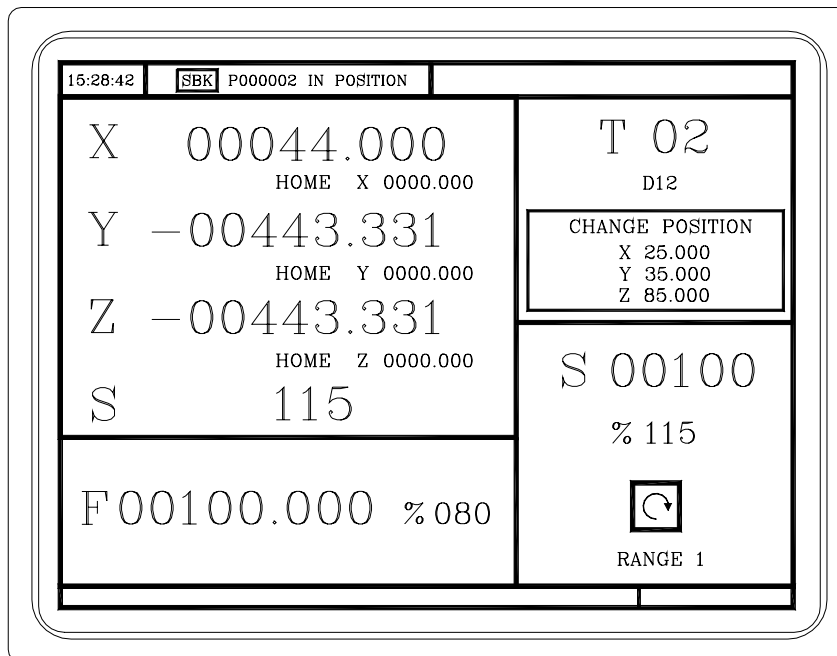 15:28:42 SBK P000002 IN POSITION
X 00044.000
HOME X 0000.000
Y -00443.331
HOME Y 0000.000
Z -00443.331
HOME Z 0000.000
S 115
F 00100.000 % 080
T 02
D12
CHANGE POSITION
X 25.000
Y 35.000
Z 85.000
S 00100
% 115
RANGE 1